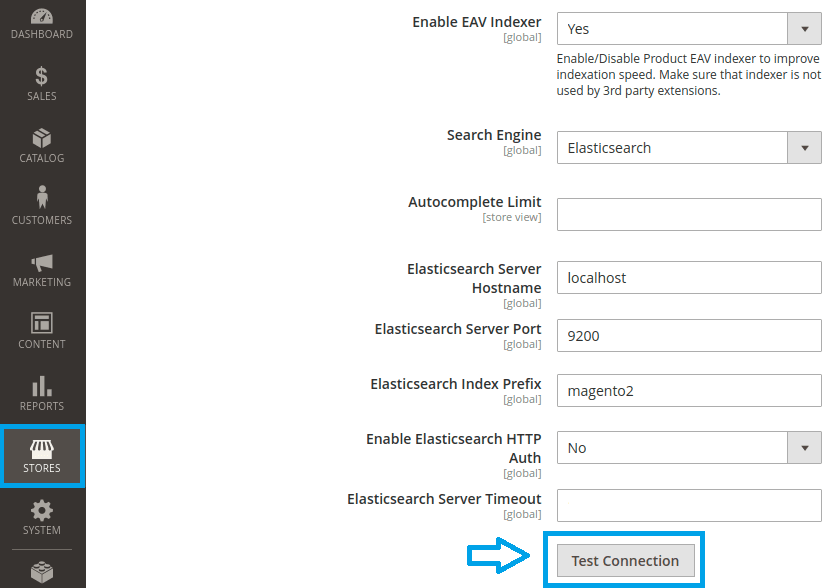 DASHBOARD
SALES
CATALOG
CUSTOMERS
MARKETING
CONTENT
REPORTS
STORES
SYSTEM
Enable EAV Indexer
[global]
Yes
Enable/Disable Product EAV indexer to improve
indexation speed. Make sure that indexer is not
used by 3rd party extensions.
Search Engine
[global]
Elasticsearch
Autocomplete Limit
[store view]
Elasticsearch Server
Hostname
[global]
localhost
Elasticsearch Server Port
[global]
9200
Elasticsearch Index Prefix
[global]
magento2
Enable Elasticsearch HTTP
Auth
[global]
No
Elasticsearch Server Timeout
[global]
Test Connection